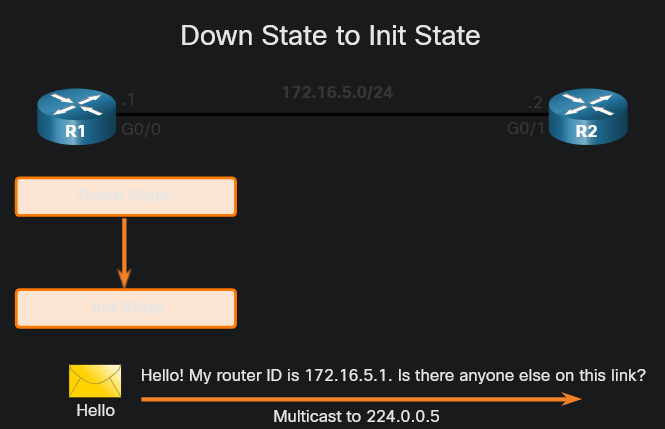 Down State to Init State
172.16.5.0/24
.1
.2
R1
G0/0
G0/1
R2
Down State
Init State
Hello! My router ID is 172.16.5.1. Is there anyone else on this link?
Hello
Multicast to 224.0.0.5